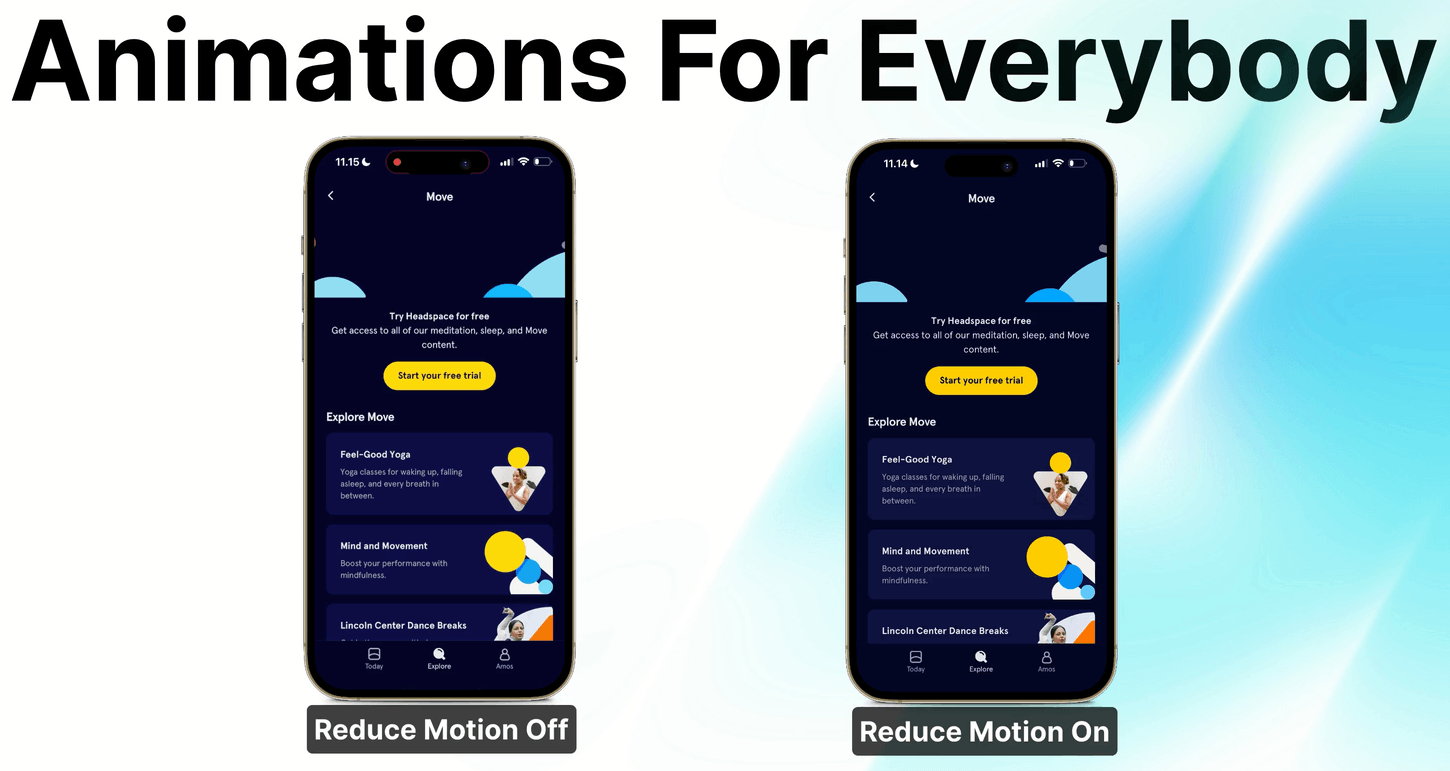 Animations For Everybody
11.15
Move
Try Headspace for free
Get access to all of our meditation, sleep, and Move
content.
Start your free trial
Explore Move
Feel-Good Yoga
Yoga classes for waking up, falling
asleep, and every breath in
between.
Mind and Movement
Boost your performance with
mindfulness.
Lincoln Center Dance Breaks
Today
Explore
Amos
Reduce Motion Off
11.14
Move
Try Headspace for free
Get access to all of our meditation, sleep, and Move
content.
Start your free trial
Explore Move
Feel-Good Yoga
Yoga classes for waking up, falling
asleep, and every breath in
between.
Mind and Movement
Boost your performance with
mindfulness.
Lincoln Center Dance Breaks
Today
Explore
Amos
Reduce Motion On